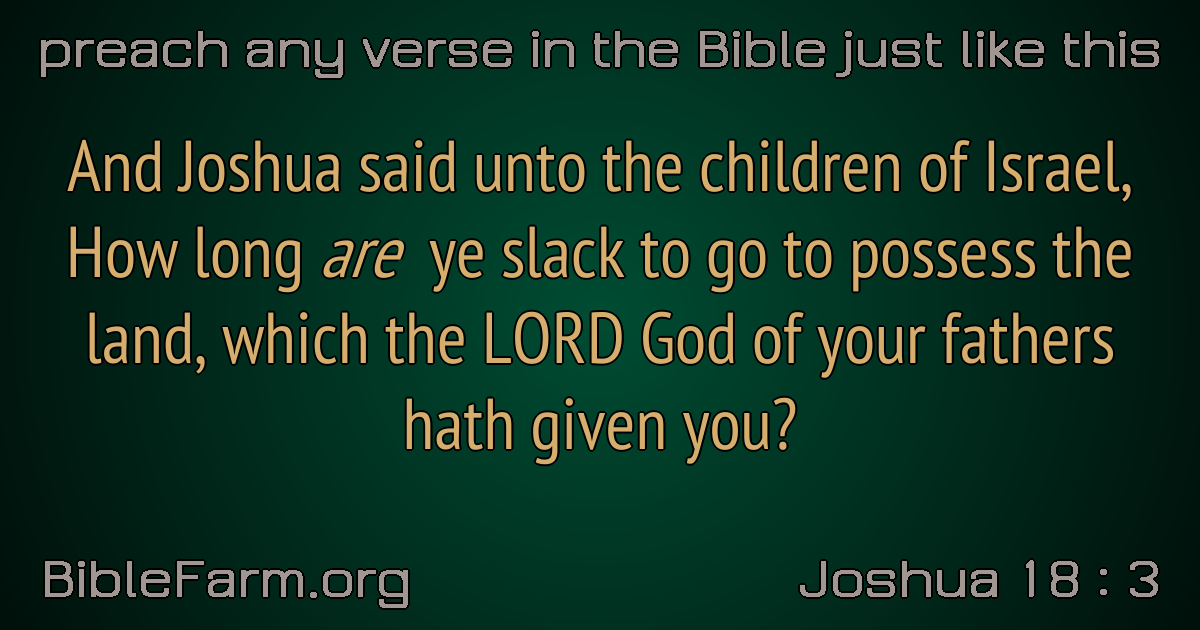 preach any verse in the Bible just like this
And Joshua said unto the children of Israel,
How long are ye slack to go to possess the
land, which the LORD God of your fathers
hath given you?
BibleFarm.org
Joshua 18 : 3